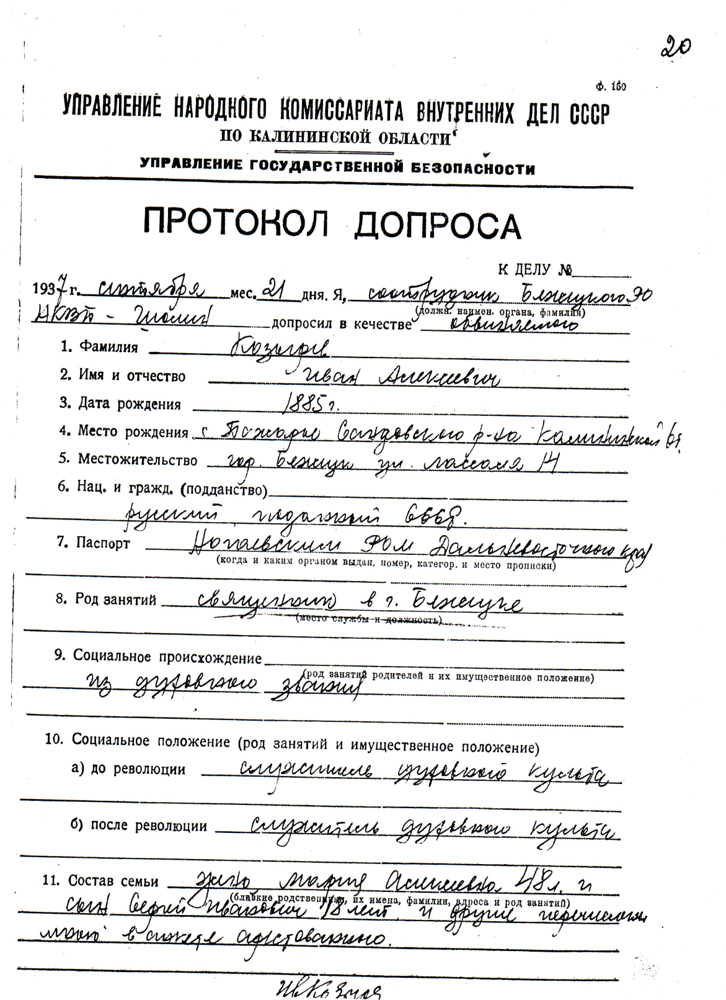 20
Ф. 150
УПРАВЛЕНИЕ НАРОДНОГО КОМИССАРИАТА ВНУТРЕННИХ ДЕЛ СССР
ПО КАЛИНИНСКОЙ ОБЛАСТИ
УПРАВЛЕНИЕ ГОСУДАРСТВЕННОЙ БЕЗОПАСНОСТИ
ПРОТОКОЛ ДОПРОСА
К ДЕЛУ №
1937 г. сентября мес. 21 дня. Я, сотрудник Бежецкого РО
(должн. наимен. органа, фамилия)
НКВД - допросил в кечестве обвиняемого
1. Фамилия Козырев
2. Имя и отчество Иван Алексеевич
3. Дата рождения 1885 г.
4. Место рождения с Божарье Сандовского р-на Калининской об.
5. Местожительство гор. Бежецк ул. Лассаля 14
6. Нац. и гражд. (подданство)
русский подданный СССР.
7. Паспорт Ногаевским РОМ Дальневосточного края
(когда и каким органом выдан, номер, категор. и место прописки)
8. Род занятий священник в г. Бежецке
(место службы и должность)
9. Социальное происхождение
(род занятий родителей и их имущественное положение)
из духовного звания
10. Социальное положение (род занятий и имущественное положение)
а) до революции служитель духовного культа
б) после революции служитель духовного культа
11. Состав семьи жена Мария Алексеевна 48 л. и
(близкие родственники, их имена, фамилии, адреса и род занятий)
сын Сергей Иванович 18 лет и другие перечислены
мною в анкете арестованного.
ИвКозырев